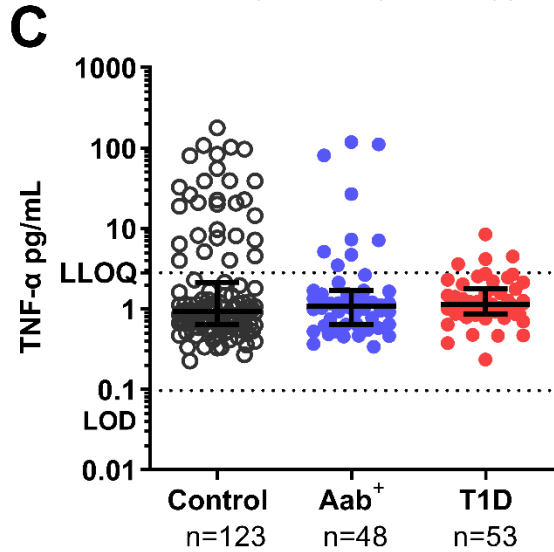 C
1000
100
10
LLOQ
1
0.1
LOD
0.01
TNF-α pg/mL
Control Aab+ T1D
n=123 n=48 n=53